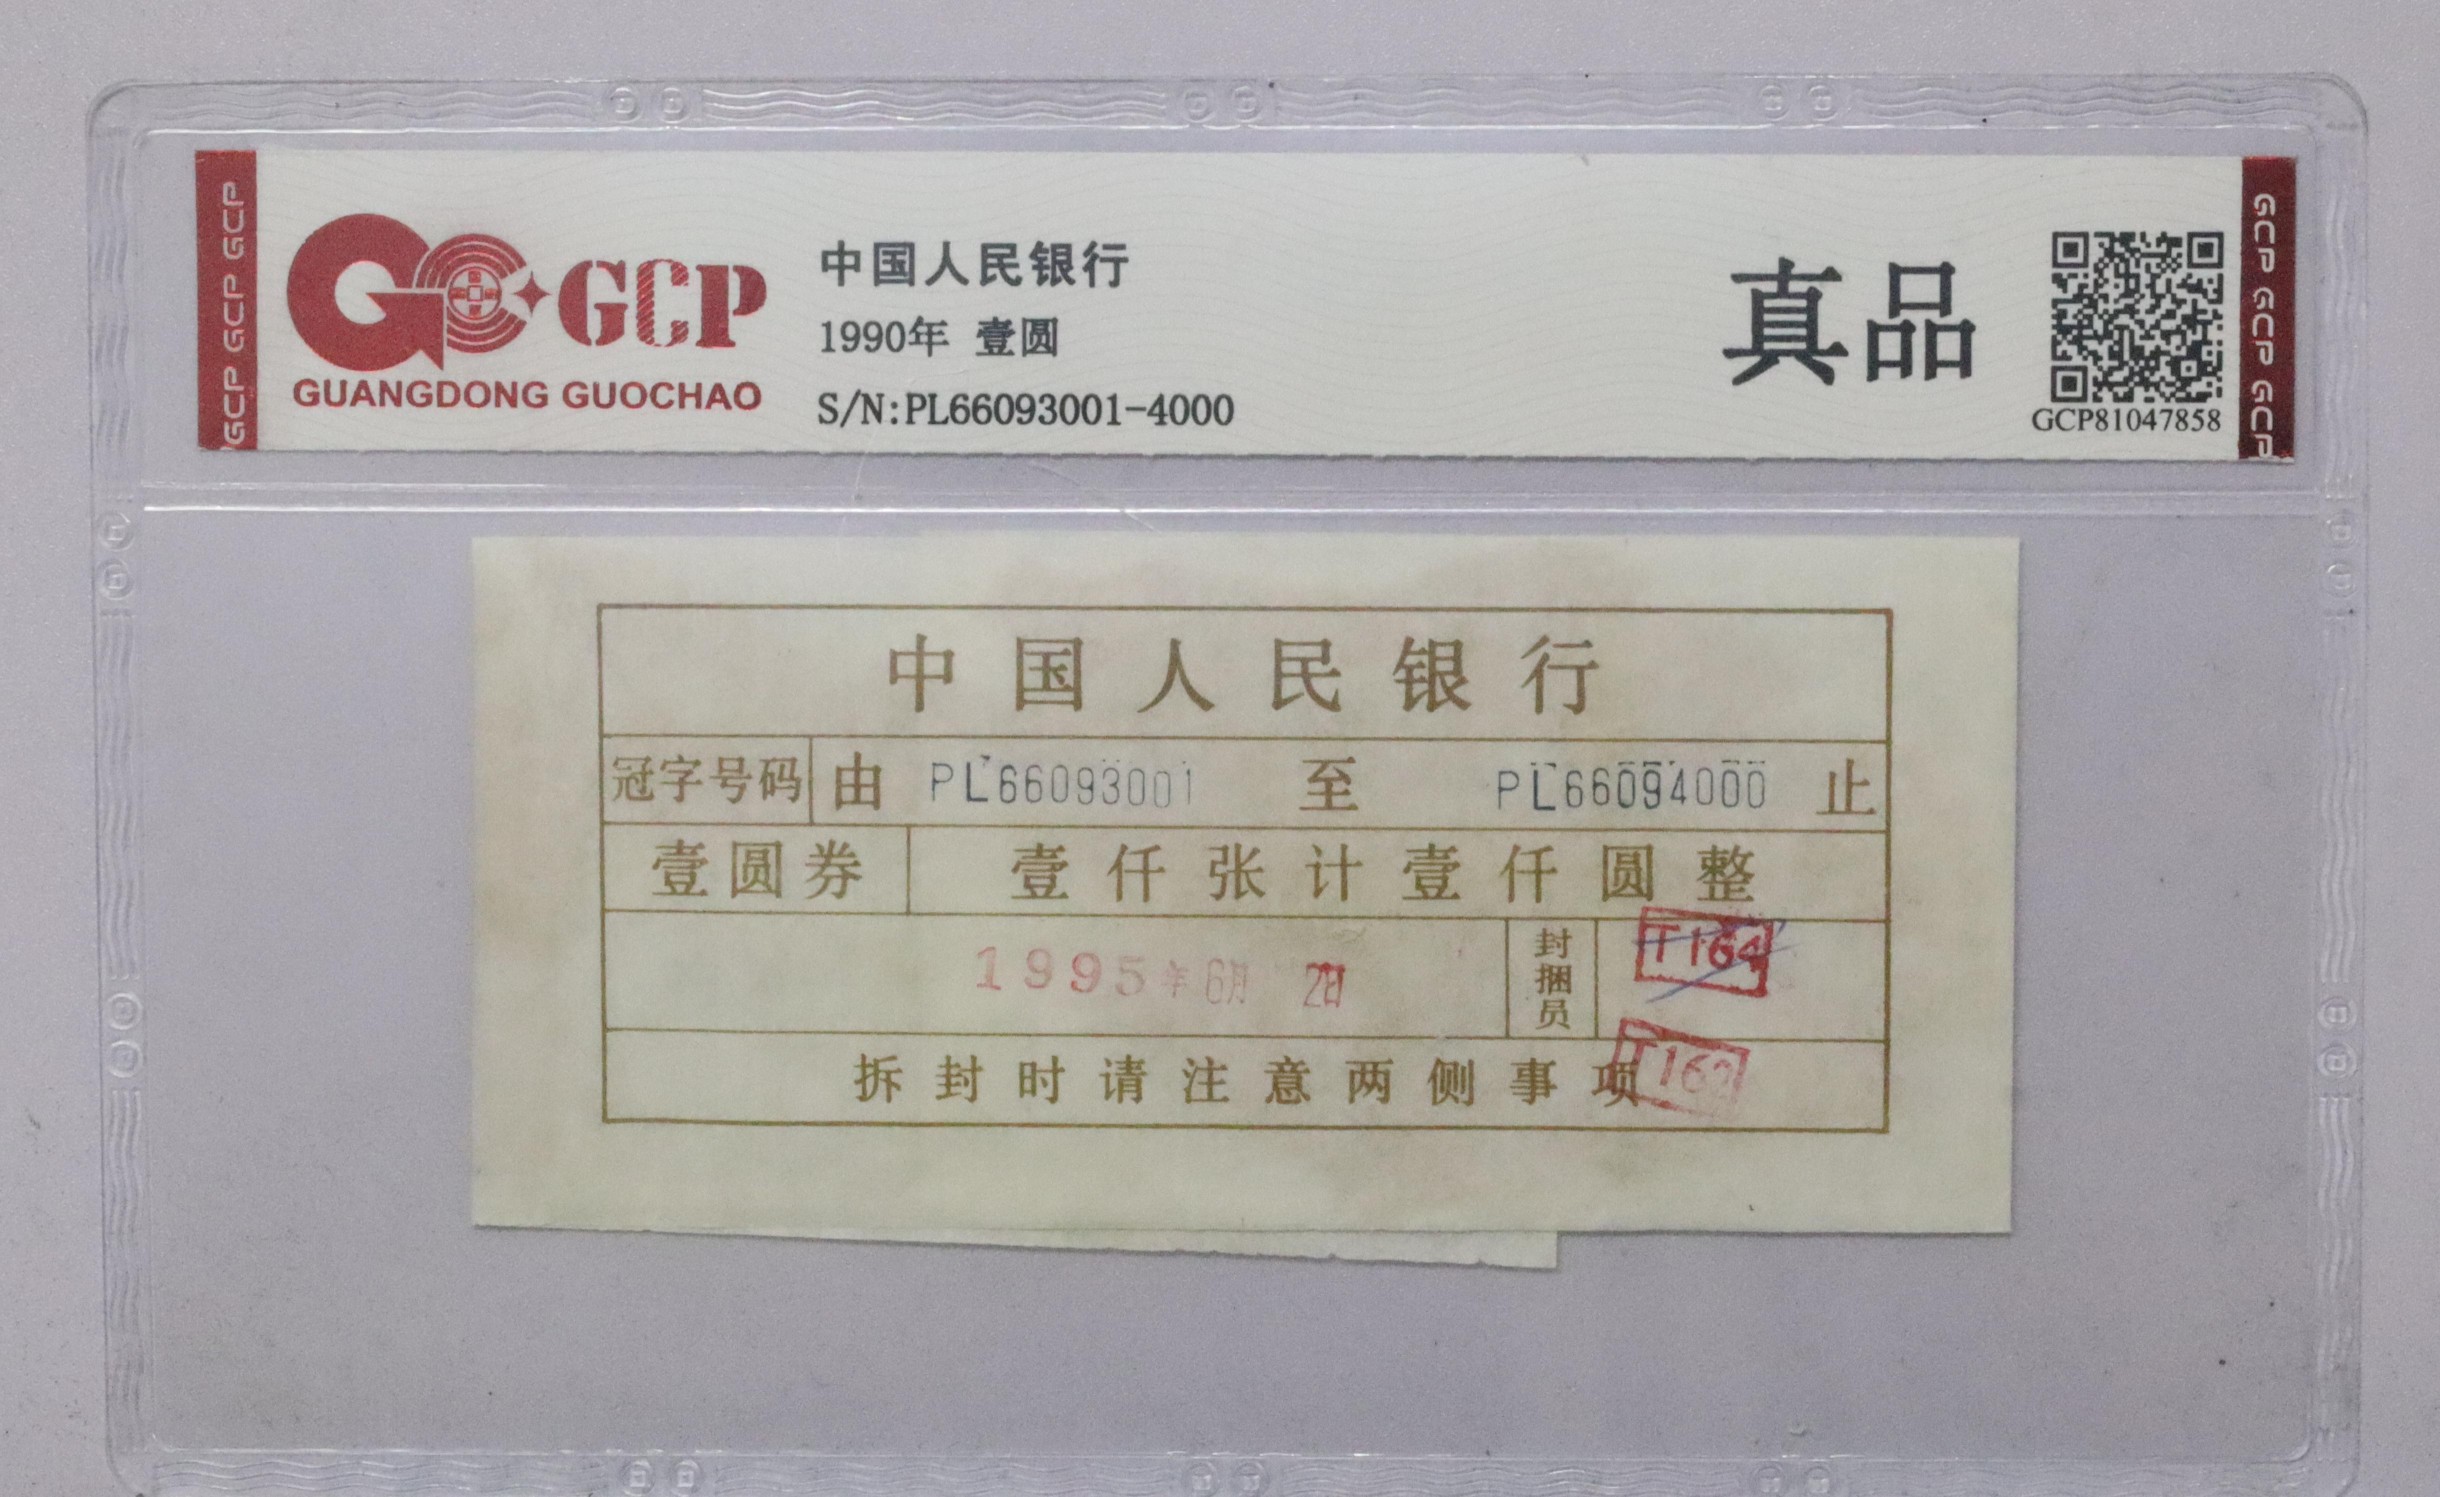 GCP GCP GCP
GCP
GUANGDONG GUOCHAO
中国人民银行
1990年 壹圆
S/N:PL66093001-4000
真品
GCP81047858
GCP GCP GCP
中国人民银行
冠字号码 由 PL66093001 至 PL66094000 止
壹圆券 壹仟张计壹仟圆整
1995年 6月 2日 封捆员 T164
拆封时请注意两侧事项 T162